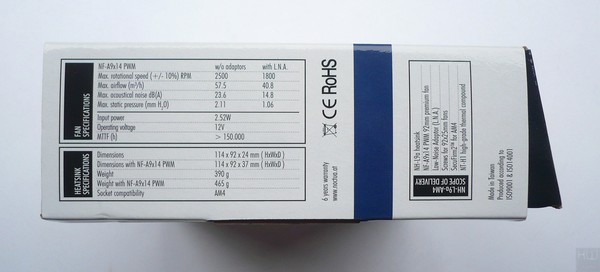 FAN
SPECIFICATIONS
NF-A9x14 PWM w/o adaptors with L.N.A.
Max. rotational speed (+/- 10%) RPM 2500 1800
Max. airflow (m³/h) 57.5 40.8
Max. acoustical noise dB(A) 23.6 14.8
Max. static pressure (mm H₂O) 2.11 1.06
Input power 2.52W
Operating voltage 12V
MTTF (h) > 150.000
HEATSINK
SPECIFICATIONS
Dimensions 114 x 92 x 24 mm (HxWxD)
Dimensions with NF-A9x14 PWM 114 x 92 x 37 mm (HxWxD)
Weight 390 g
Weight with NF-A9x14 PWM 465 g
Socket compatibility AM4
CE RoHS
6 years warranty
www.noctua.at
NH-L9a-AM4
SCOPE OF DELIVERY
NH-L9a heatsink
NF-A9x14 PWM 92mm premium fan
Low-Noise Adaptor (L.N.A.)
Screws for 92x25mm fans
SecuFirm2™ for AM4
NT-H1 high-grade thermal compound
Made in Taiwan
Produced according to
ISO9001 & ISO14001